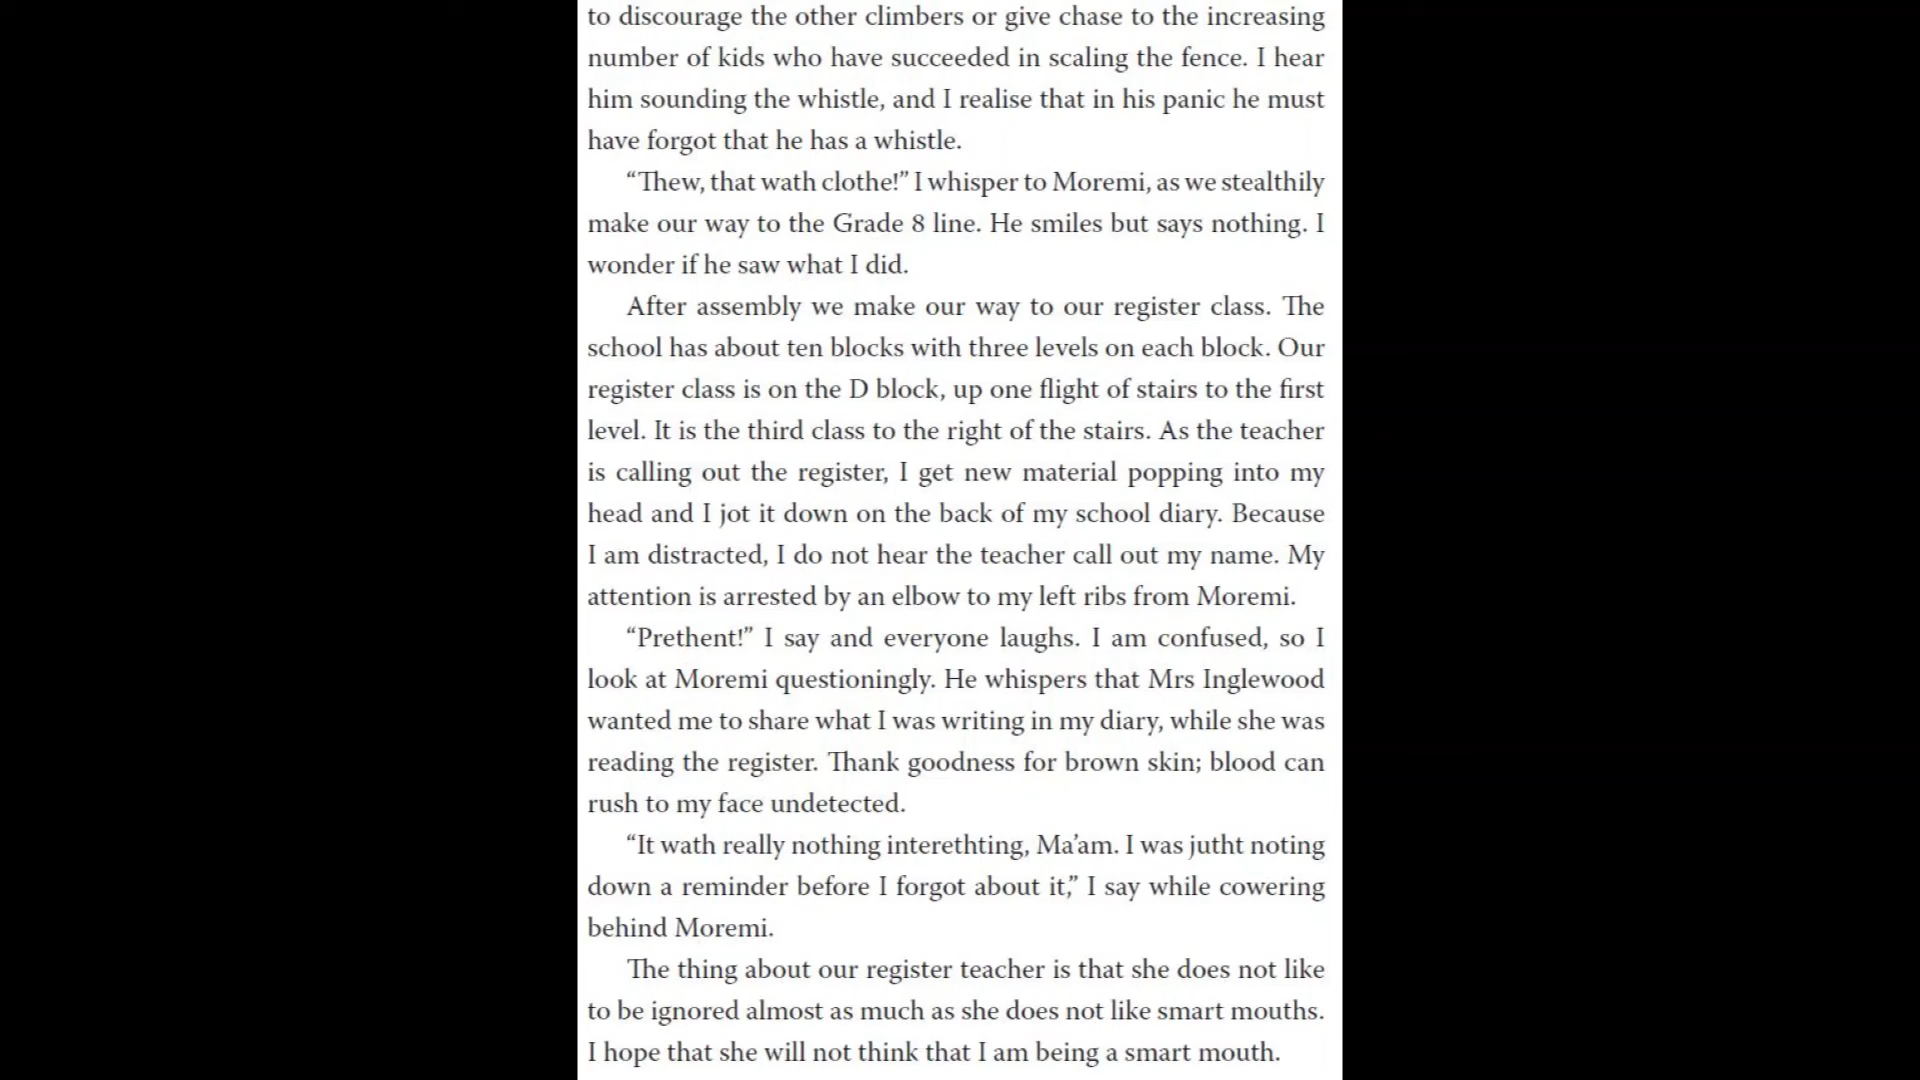 to discourage the other climbers or give chase to the increasing
number of kids who have succeeded in scaling the fence. I hear
him sounding the whistle, and I realise that in his panic he must
have forgot that he has a whistle.
“Thew, that wath clothe!” I whisper to Moremi, as we stealthily
make our way to the Grade 8 line. He smiles but says nothing. I
wonder if he saw what I did.
After assembly we make our way to our register class. The
school has about ten blocks with three levels on each block. Our
register class is on the D block, up one flight of stairs to the first
level. It is the third class to the right of the stairs. As the teacher
is calling out the register, I get new material popping into my
head and I jot it down on the back of my school diary. Because
I am distracted, I do not hear the teacher call out my name. My
attention is arrested by an elbow to my left ribs from Moremi.
“Prethent!” I say and everyone laughs. I am confused, so I
look at Moremi questioningly. He whispers that Mrs Inglewood
wanted me to share what I was writing in my diary, while she was
reading the register. Thank goodness for brown skin; blood can
rush to my face undetected.
“It wath really nothing interethting, Ma’am. I was jutht noting
down a reminder before I forgot about it,” I say while cowering
behind Moremi.
The thing about our register teacher is that she does not like
to be ignored almost as much as she does not like smart mouths.
I hope that she will not think that I am being a smart mouth.